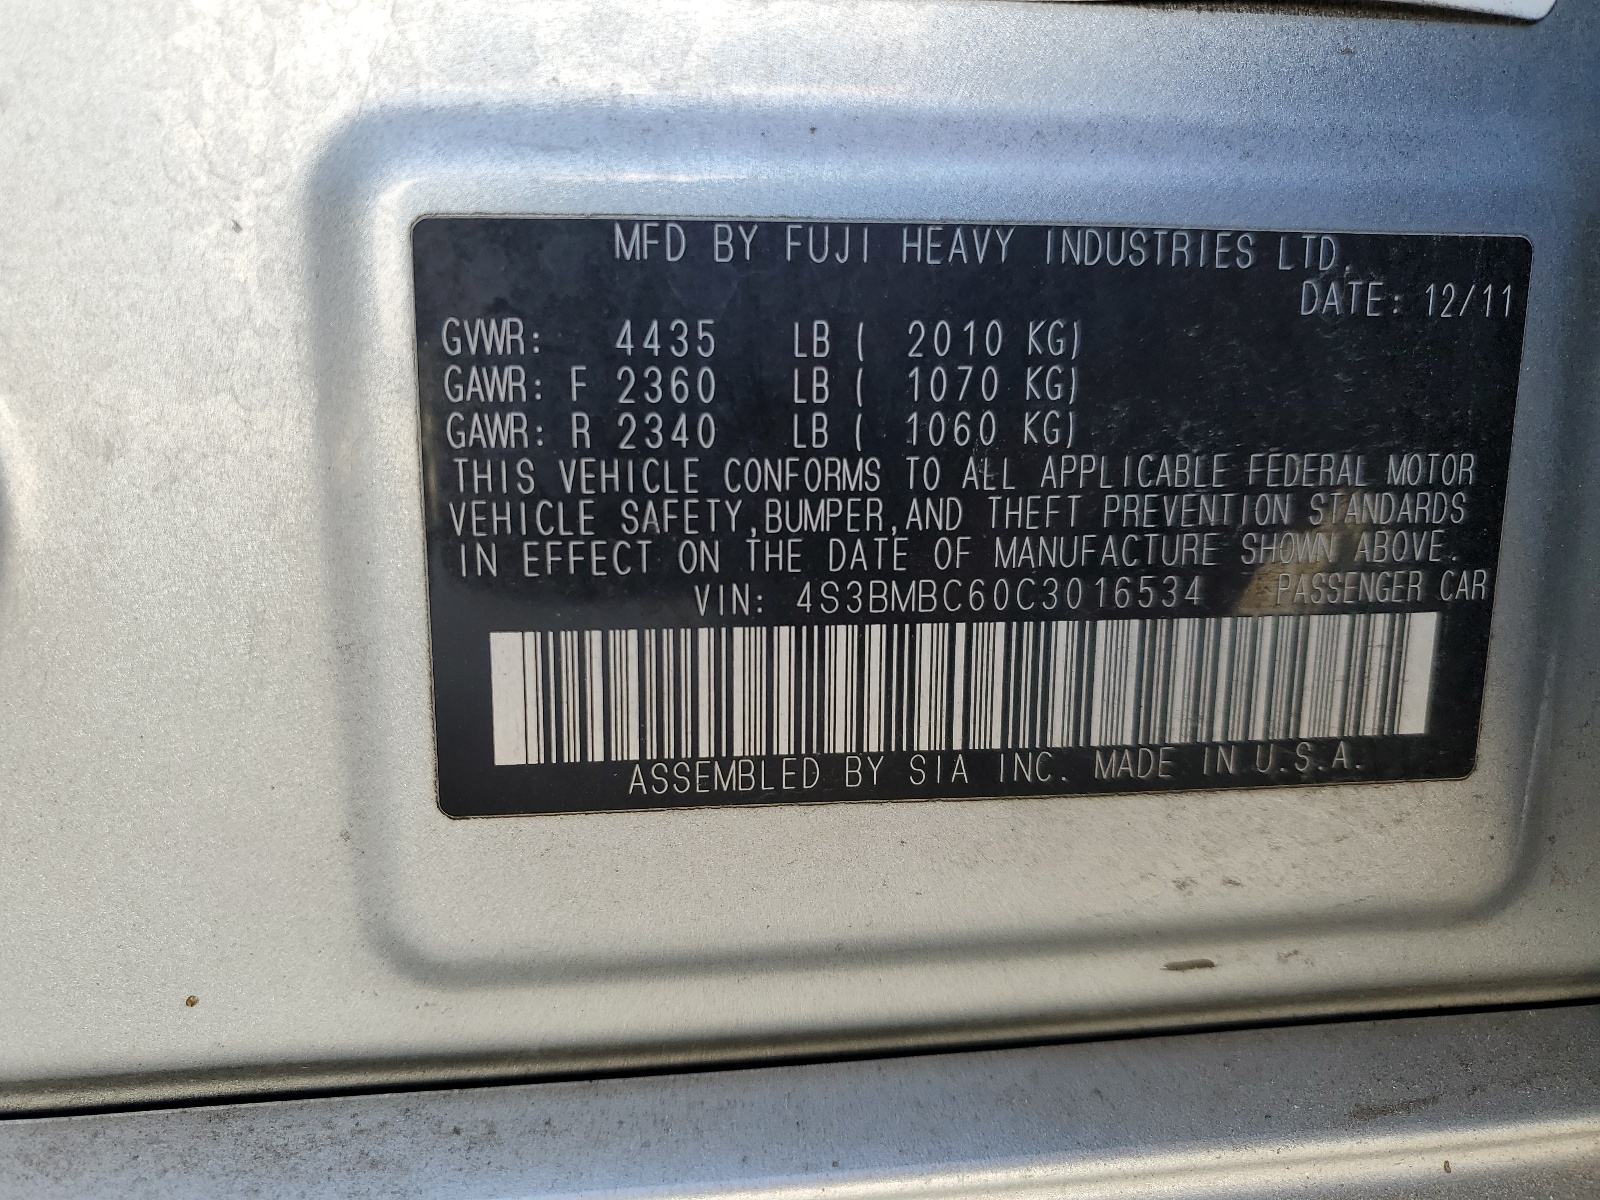 MFD BY FUJI HEAVY INDUSTRIES LTD.
DATE: 12/11
GVWR: 4435 LB ( 2010 KG)
GAWR: F 2360 LB ( 1070 KG)
GAWR: R 2340 LB ( 1060 KG)
THIS VEHICLE CONFORMS TO ALL APPLICABLE FEDERAL MOTOR
VEHICLE SAFETY,BUMPER,AND THEFT PREVENTION STANDARDS
IN EFFECT ON THE DATE OF MANUFACTURE SHOWN ABOVE.
VIN: 4S3BMBC60C3016534 PASSENGER CAR
ASSEMBLED BY SIA INC. MADE IN U.S.A.